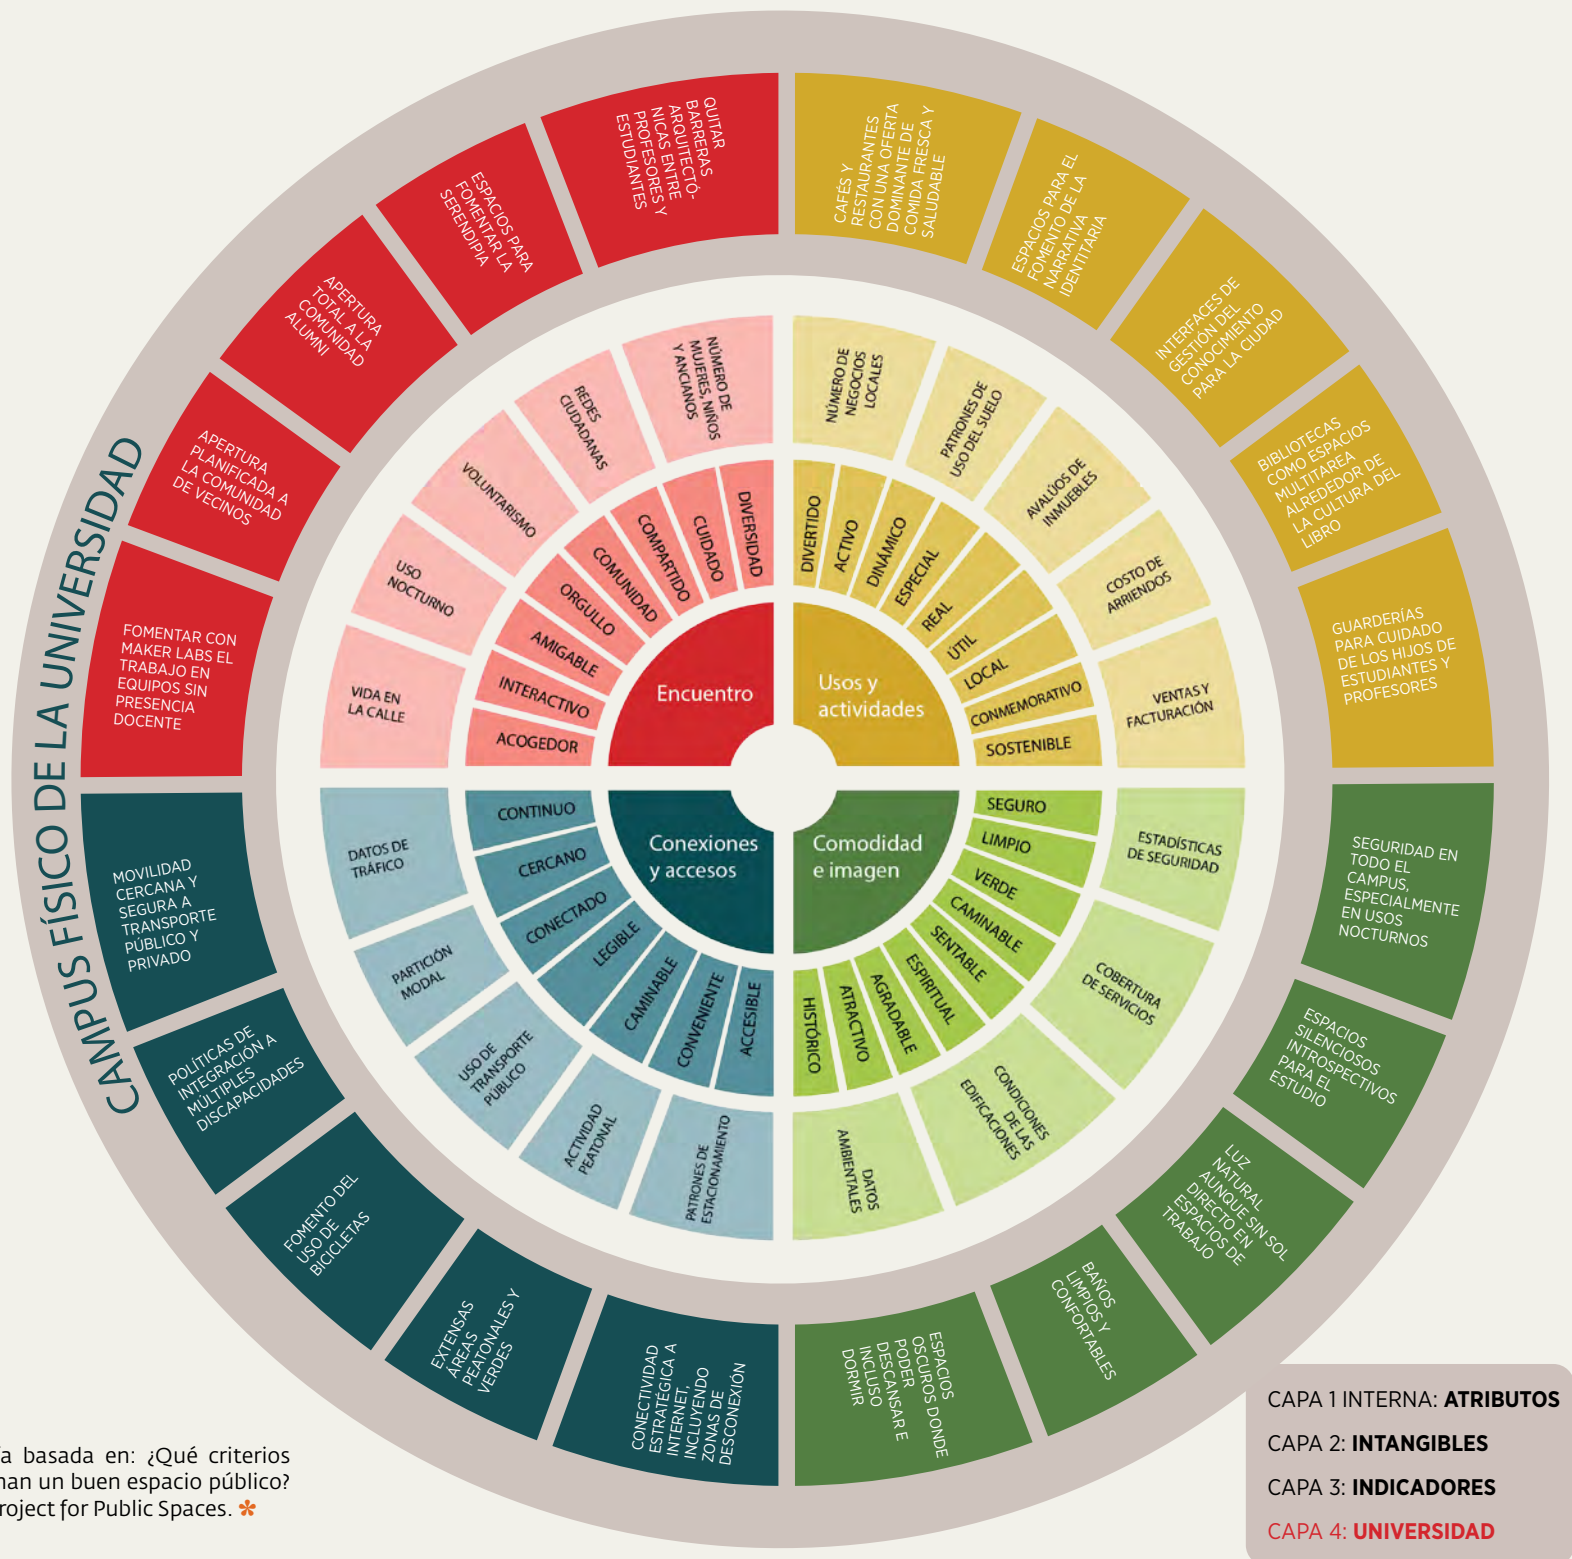 CAMPUS FÍSICO DE LA UNIVERSIDAD
QUITAR
BARRERAS
ARQUITECTÓ-
NICAS ENTRE
PROFESORES Y
ESTUDIANTES
ESPACIOS PARA
FOMENTAR LA
SERENDIPIA
APERTURA
TOTAL A LA
COMUNIDAD
ALUMNI
APERTURA
PLANIFICADA A
LA COMUNIDAD
DE VECINOS
FOMENTAR CON
MAKER LABS EL
TRABAJO EN
EQUIPOS SIN
PRESENCIA
DOCENTE
CAFÉS Y
RESTAURANTES
CON UNA OFERTA
DOMINANTE DE
COMIDA FRESCA Y
SALUDABLE
ESPACIOS PARA EL
FOMENTO DE LA
NARRATIVA
IDENTITARIA
INTERFACES DE
GESTIÓN DEL
CONOCIMIENTO
PARA LA CIUDAD
BIBLIOTECAS
COMO ESPACIOS
MULTITAREA
ALREDEDOR DE
LA CULTURA DEL
LIBRO
GUARDERÍAS
PARA CUIDADO
DE LOS HIJOS DE
ESTUDIANTES Y
PROFESORES
NÚMERO DE
MUJERES, NIÑOS
Y ANCIANOS
REDES
CIUDADANAS
VOLUNTARISMO
USO
NOCTURNO
VIDA EN
LA CALLE
NÚMERO DE
NEGOCIOS
LOCALES
PATRONES DE
USO DEL SUELO
AVALÚOS DE
INMUEBLES
COSTO DE
ARRIENDOS
VENTAS Y
FACTURACIÓN
DIVERSIDAD
CUIDADO
COMPARTIDO
COMUNIDAD
ORGULLO
AMIGABLE
INTERACTIVO
ACOGEDOR
DIVERTIDO
ACTIVO
DINÁMICO
ESPECIAL
REAL
ÚTIL
LOCAL
CONMEMORATIVO
SOSTENIBLE
Encuentro
Usos y
actividades
Conexiones
y accesos
Comodidad
e imagen
CONTINUO
CERCANO
CONECTADO
LEGIBLE
CAMINABLE
CONVENIENTE
ACCESIBLE
SEGURO
LIMPIO
VERDE
CAMINABLE
SENTABLE
ESPIRITUAL
AGRADABLE
ATRACTIVO
HISTÓRICO
DATOS DE
TRÁFICO
PARTICIÓN
MODAL
USO DE
TRANSPORTE
PÚBLICO
ACTIVIDAD
PEATONAL
PATRONES DE
ESTACIONAMIENTO
ESTADÍSTICAS
DE SEGURIDAD
COBERTURA
DE SERVICIOS
CONDICIONES
DE LAS
EDIFICACIONES
DATOS
AMBIENTALES
MOVILIDAD
CERCANA Y
SEGURA A
TRANSPORTE
PÚBLICO Y
PRIVADO
POLÍTICAS DE
INTEGRACIÓN A
MÚLTIPLES
DISCAPACIDADES
FOMENTO DEL
USO DE
BICICLETAS
EXTENSAS
ÁREAS
PEATONALES Y
VERDES
CONECTIVIDAD
ESTRATÉGICA A
INTERNET,
INCLUYENDO
ZONAS DE
DESCONEXIÓN
SEGURIDAD EN
TODO EL
CAMPUS,
ESPECIALMENTE
EN USOS
NOCTURNOS
ESPACIOS
SILENCIOSOS
INTROSPECTIVOS
PARA EL
ESTUDIO
LUZ
NATURAL
AUNQUE SIN SOL
DIRECTO EN
ESPACIOS DE
TRABAJO
BAÑOS
LIMPIOS Y
CONFORTABLES
ESPACIOS
OSCUROS DONDE
PODER
DESCANSAR E
INCLUSO
DORMIR
basada en: ¿Qué criterios
un buen espacio público?
Project for Public Spaces. *
CAPA 1 INTERNA: ATRIBUTOS
CAPA 2: INTANGIBLES
CAPA 3: INDICADORES
CAPA 4: UNIVERSIDAD